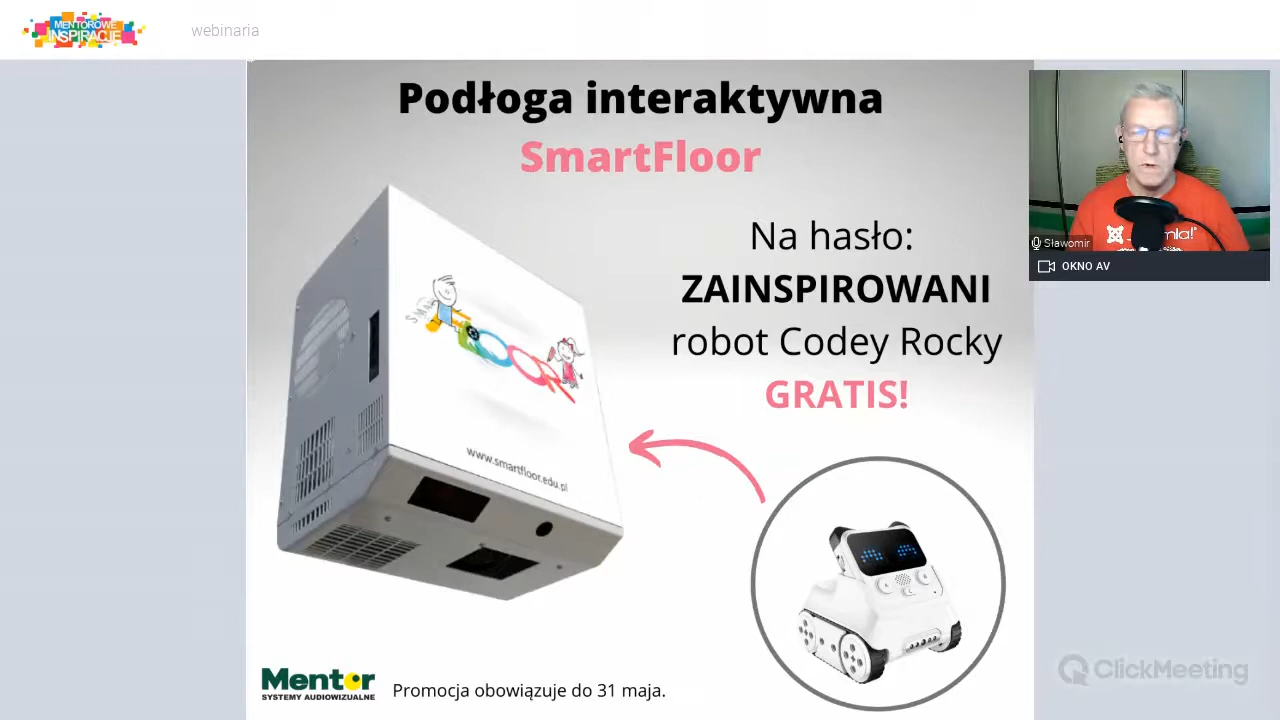 MENTOROWE
INSPIRACJE
webinaria
Podłoga interaktywna
SmartFloor
Na hasło:
ZAINSPIROWANI
robot Codey Rocky
GRATIS!
www.smartfloor.edu.pl
Mentor
SYSTEMY AUDIOWIZUALNE
Promocja obowiązuje do 31 maja.
Sławomir
OKNO AV
ClickMeeting